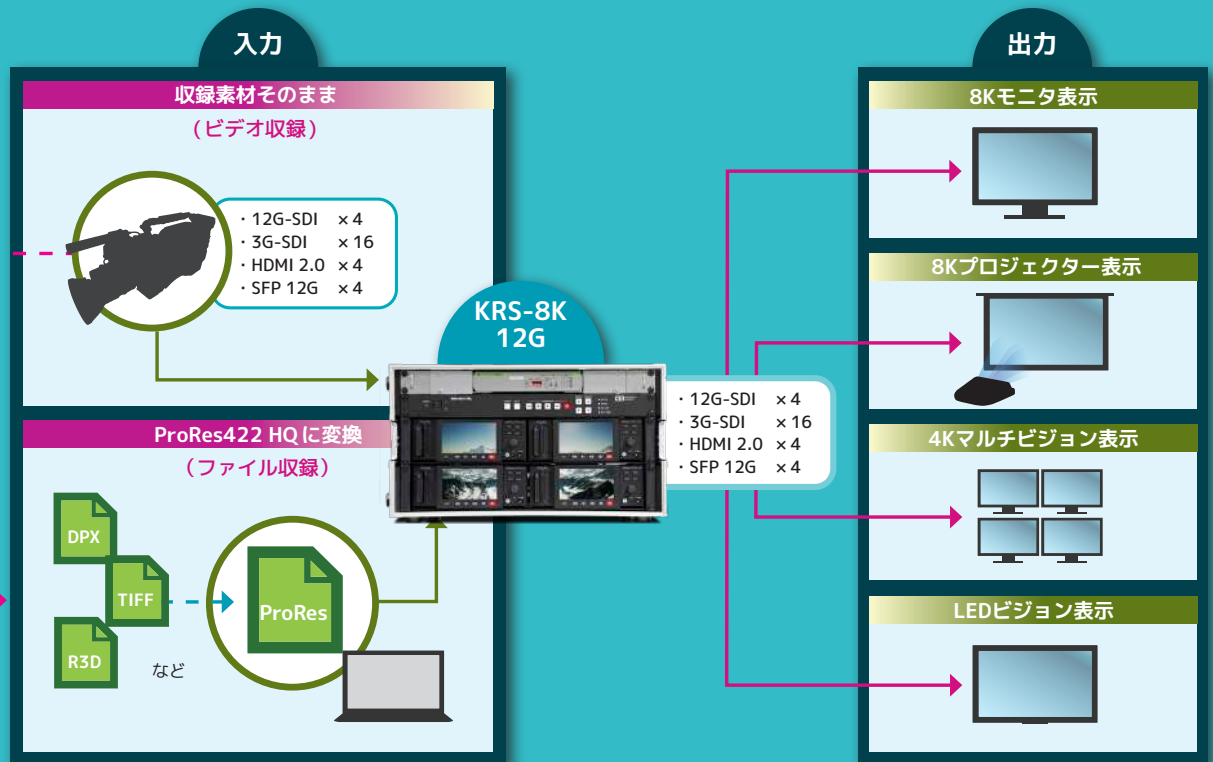 入力
収録素材そのまま
(ビデオ収録)
・12G-SDI ×4
・3G-SDI ×16
・HDMI 2.0 ×4
・SFP 12G ×4
ProRes422 HQに変換
(ファイル収録)
DPX
TIFF
R3D
など
ProRes
KRS-8K
12G
・12G-SDI ×4
・3G-SDI ×16
・HDMI 2.0 ×4
・SFP 12G ×4
出力
8Kモニタ表示
8Kプロジェクター表示
4Kマルチビジョン表示
LEDビジョン表示